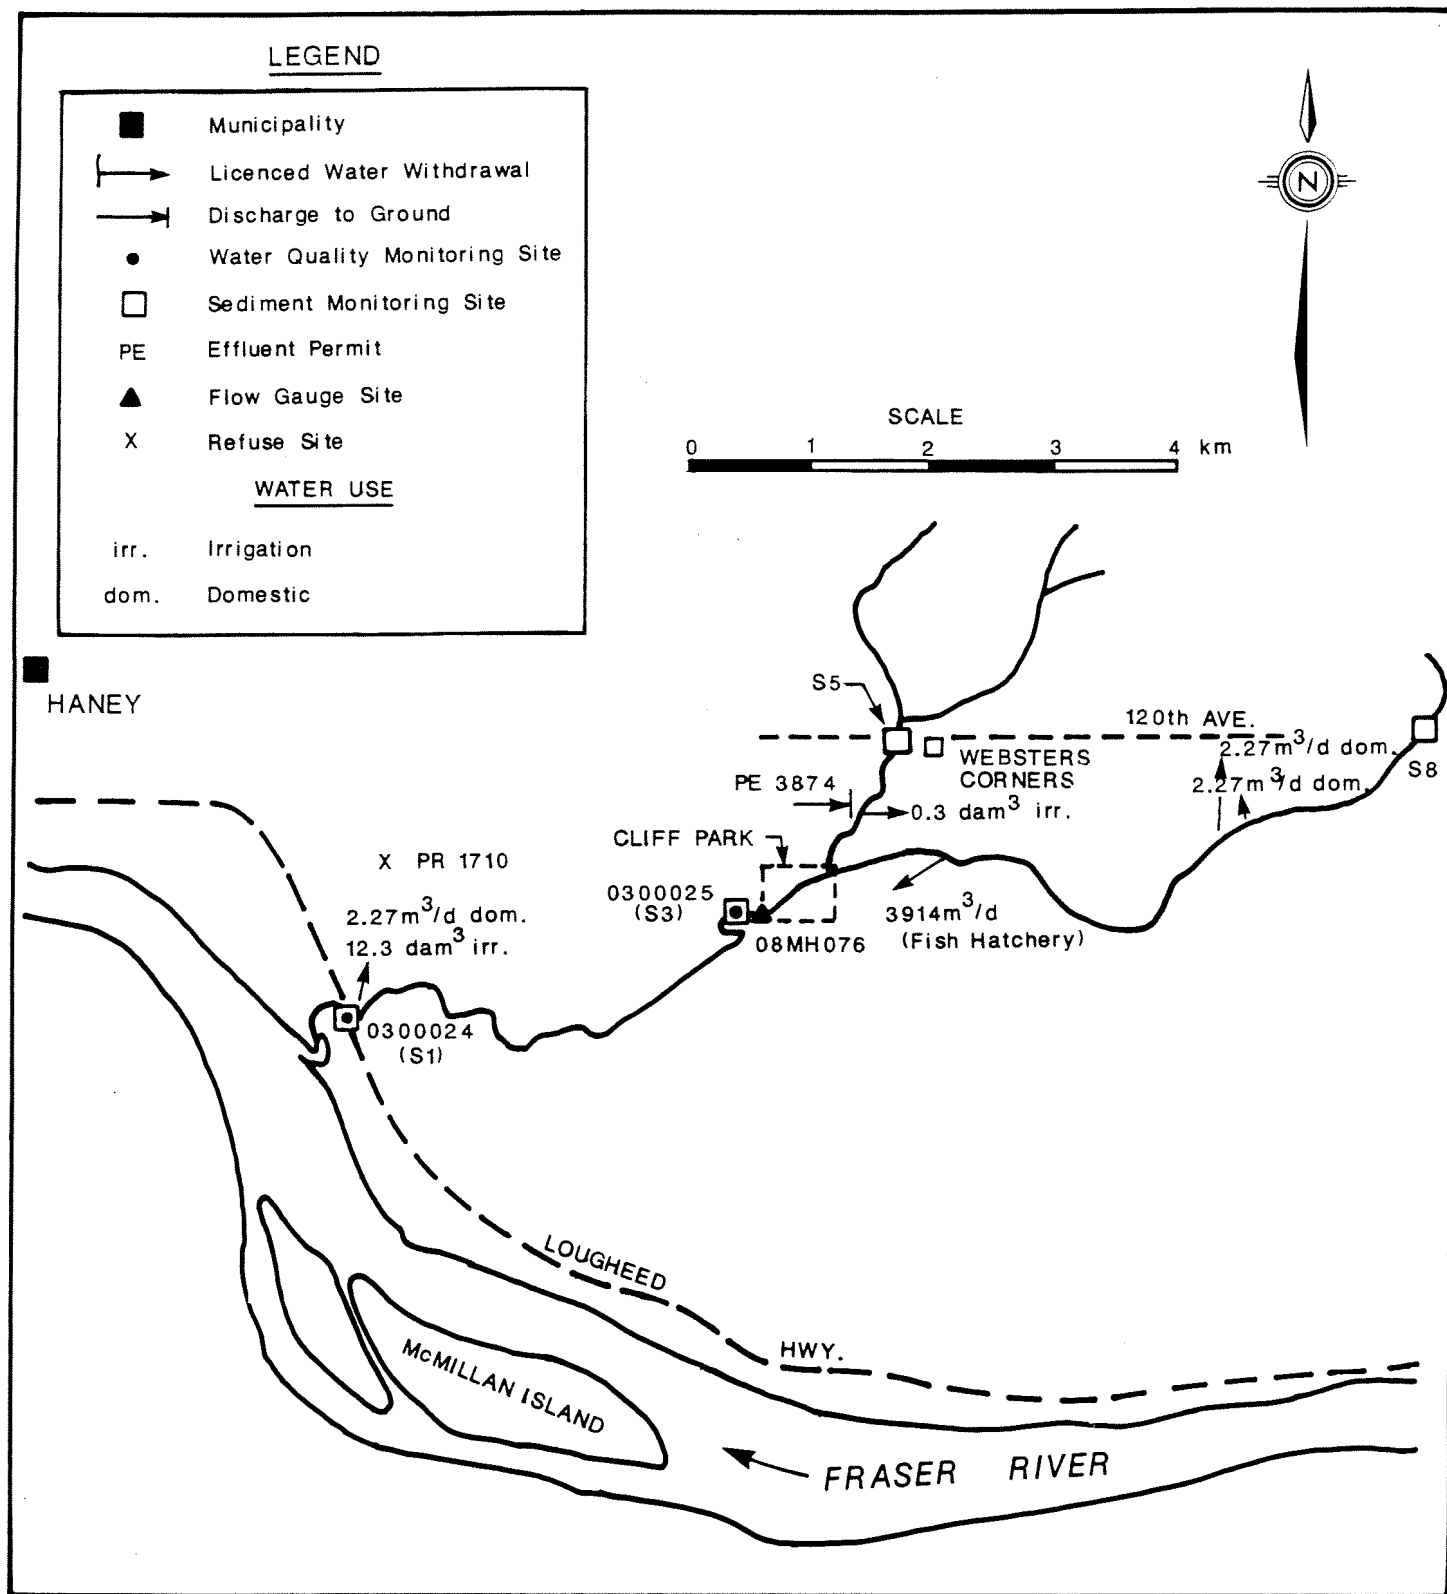 LEGEND
Municipality
Licenced Water Withdrawal
Discharge to Ground
Water Quality Monitoring Site
Sediment Monitoring Site
PE Effluent Permit
Flow Gauge Site
X Refuse Site
WATER USE
irr. Irrigation
dom. Domestic
N
SCALE
0 1 2 3 4 km
HANEY
S5
120th AVE.
2.27m³/d dom.
WEBSTERS
CORNERS
S8
PE 3874
2.27m³/d dom.
0.3 dam³ irr.
CLIFF PARK
X PR 1710
0300025
(S3)
2.27m³/d dom.
12.3 dam³ irr.
3914m³/d
(Fish Hatchery)
08MH076
0300024
(S1)
LOUGHEED
HWY.
McMILLAN ISLAND
FRASER RIVER